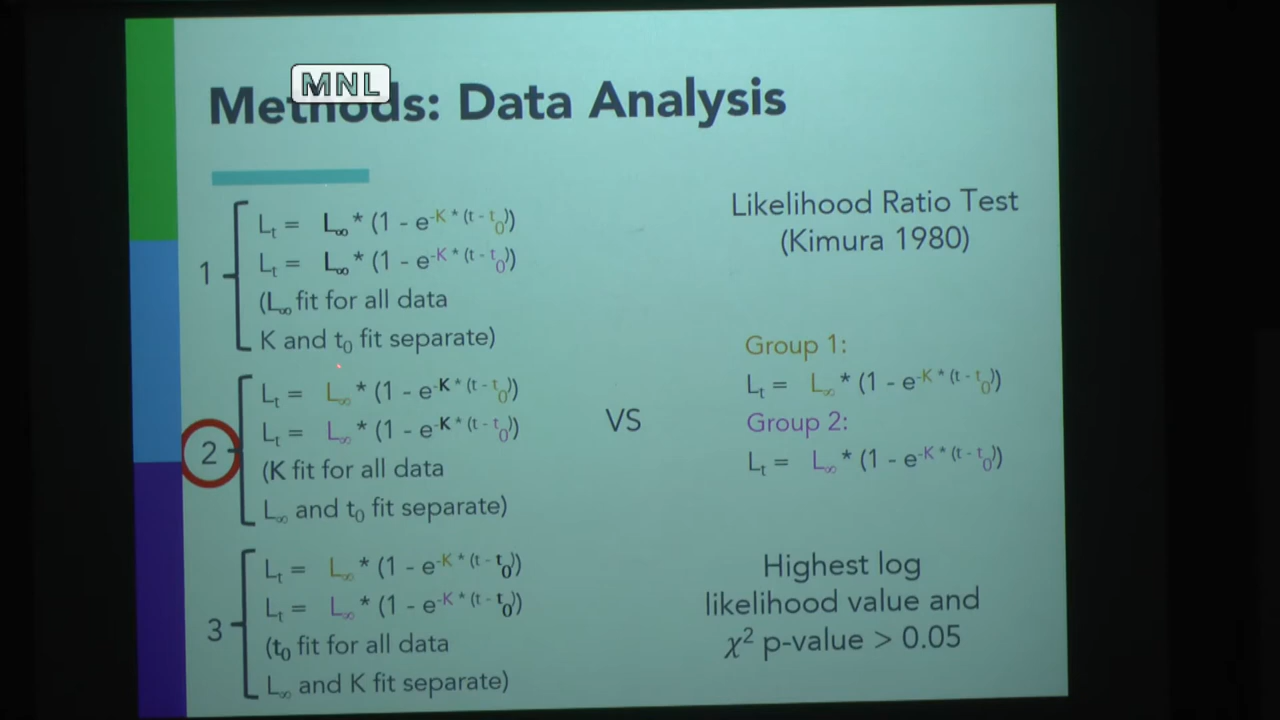 MNL
Methods: Data Analysis
1
Lₜ = L∞ * (1 - e^-K * (t - t₀))
Lₜ = L∞ * (1 - e^-K * (t - t₀))
(L∞ fit for all data
K and t₀ fit separate)
2
Lₜ = L∞ * (1 - e^-K * (t - t₀))
Lₜ = L∞ * (1 - e^-K * (t - t₀))
(K fit for all data
L∞ and t₀ fit separate)
3
Lₜ = L∞ * (1 - e^-K * (t - t₀))
Lₜ = L∞ * (1 - e^-K * (t - t₀))
(t₀ fit for all data
L∞ and K fit separate)
VS
Likelihood Ratio Test
(Kimura 1980)
Group 1:
Lₜ = L∞ * (1 - e^-K * (t - t₀))
Group 2:
Lₜ = L∞ * (1 - e^-K * (t - t₀))
Highest log
likelihood value and
χ² p-value > 0.05